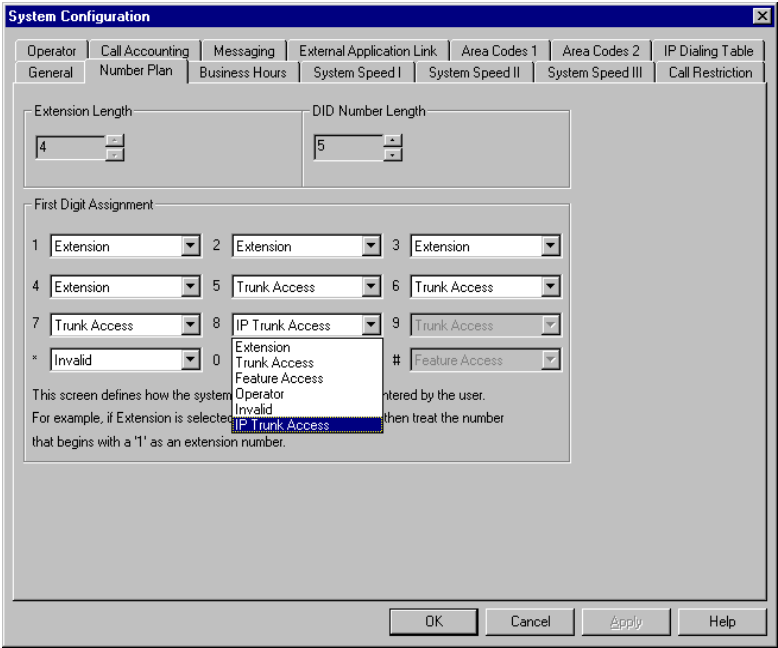 System Configuration
Operator Call Accounting Messaging External Application Link Area Codes 1 Area Codes 2 IP Dialing Table
General Number Plan Business Hours System Speed I System Speed II System Speed III Call Restriction
Extension Length DID Number Length
4 5
First Digit Assignment
1 Extension 2 Extension 3 Extension
4 Extension 5 Trunk Access 6 Trunk Access
7 Trunk Access 8 IP Trunk Access 9 Trunk Access
* Invalid 0 # Feature Access
Extension
Trunk Access
Feature Access
Operator
Invalid
IP Trunk Access
This screen defines how the system ntered by the user.
For example, if Extension is selected then treat the number
that begins with a '1' as an extension number.
OK Cancel Apply Help